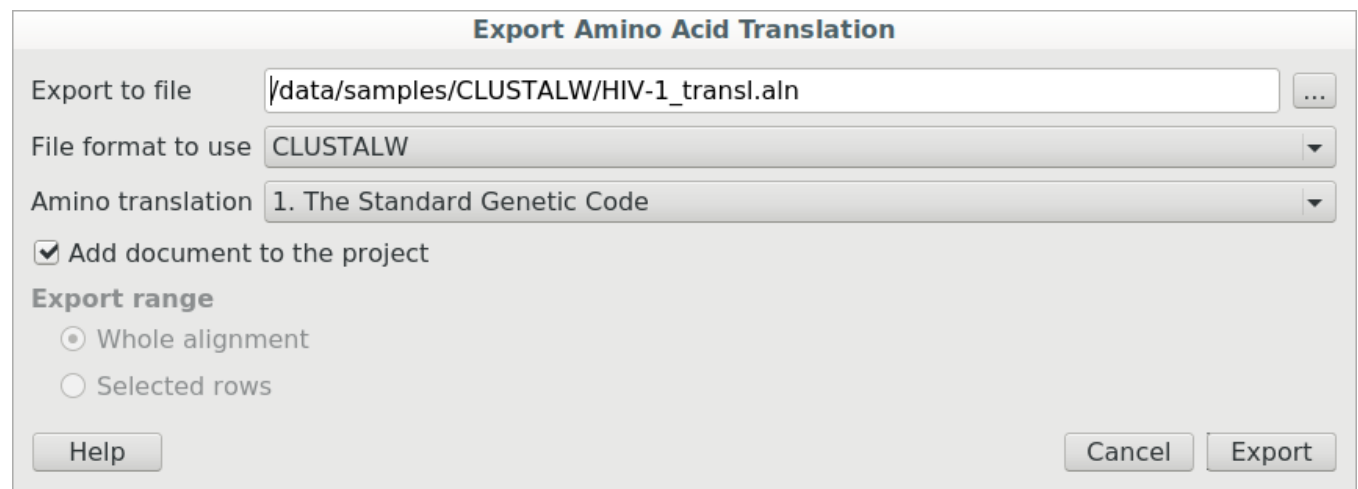 Export Amino Acid Translation
Export to file /data/samples/CLUSTALW/HIV-1_transl.aln ...
File format to use CLUSTALW
Amino translation 1. The Standard Genetic Code
Add document to the project
Export range
Whole alignment
Selected rows
Help Cancel Export